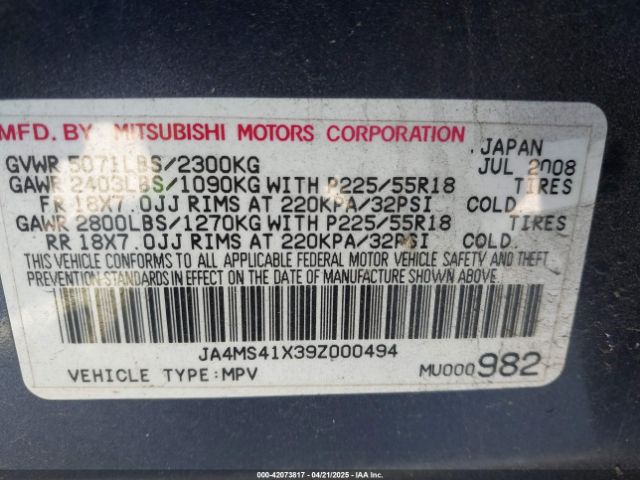 MFD. BY MITSUBISHI MOTORS CORPORATION JAPAN
GVWR 5071LBS/2300KG JUL 2008
GAWR 2403LBS/1090KG WITH P225/55R18 TIRES
FR 18X7.0JJ RIMS AT 220KPA/32PSI COLD.
GAWR 2800LBS/1270KG WITH P225/55R18 TIRES
RR 18X7.0JJ RIMS AT 220KPA/32PSI COLD.
THIS VEHICLE CONFORMS TO ALL APPLICABLE FEDERAL MOTOR VEHICLE SAFETY AND THEFT
PREVENTION STANDARDS IN EFFECT ON THE DATE OF MANUFACTURE SHOWN ABOVE.
JA4MS41X39Z000494
VEHICLE TYPE:MPV MU000982
000-42073817 - 04/21/2025 - IAAI.COM